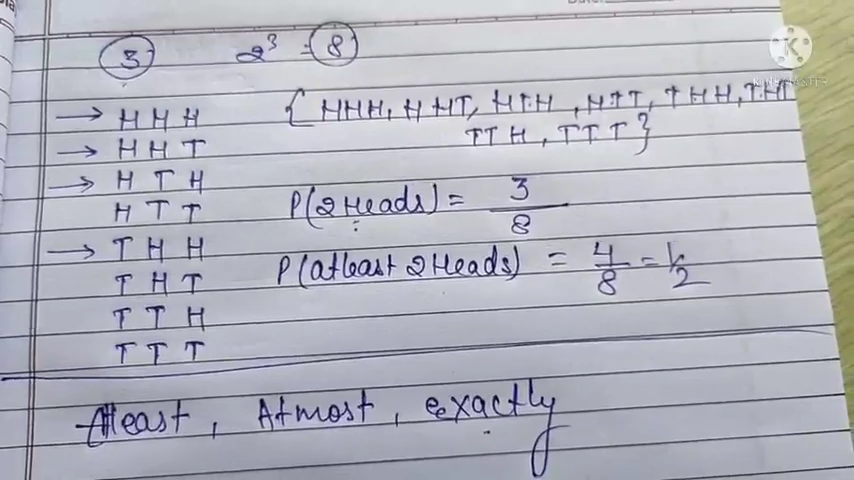 3 2³ = 8
→ H H H { HHH, HHT, HTH, HTT, THH, THT
→ H H T TTH, TTT }
→ H T H
H T T P(2 Heads) = 3/8
→ T H H
T H T P(atleast 2 Heads) = 4/8 = 1/2
T T H
T T T
Atleast, Atmost, exactly